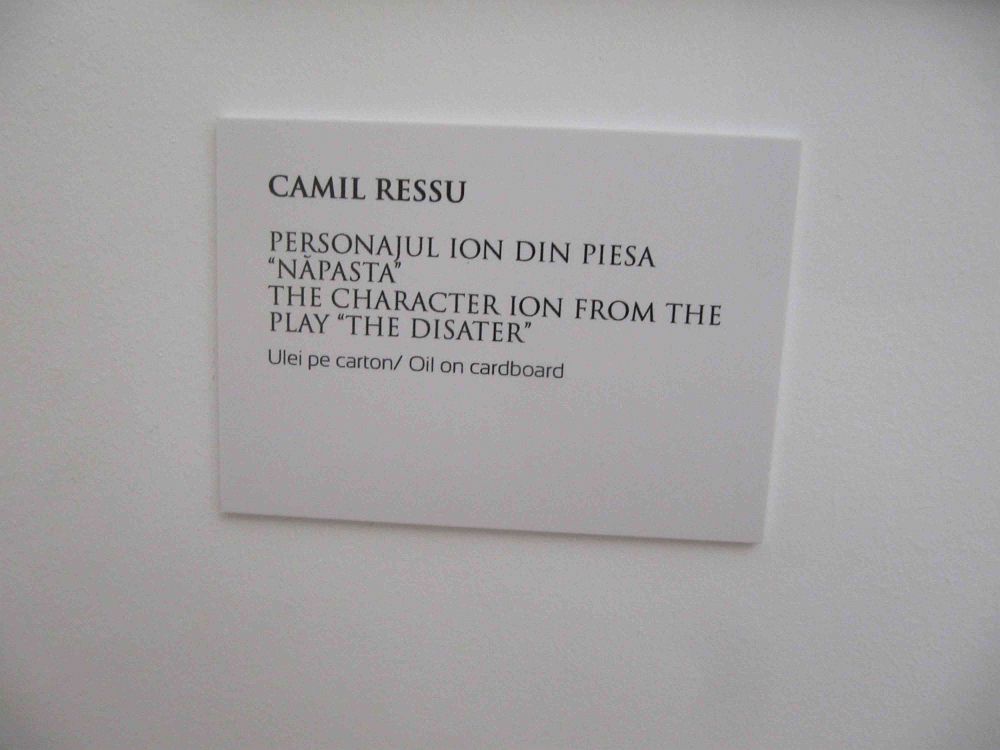 CAMIL RESSU
PERSONAJUL ION DIN PIESA
“NĂPASTA”
THE CHARACTER ION FROM THE
PLAY “THE DISATER”
Ulei pe carton/ Oil on cardboard